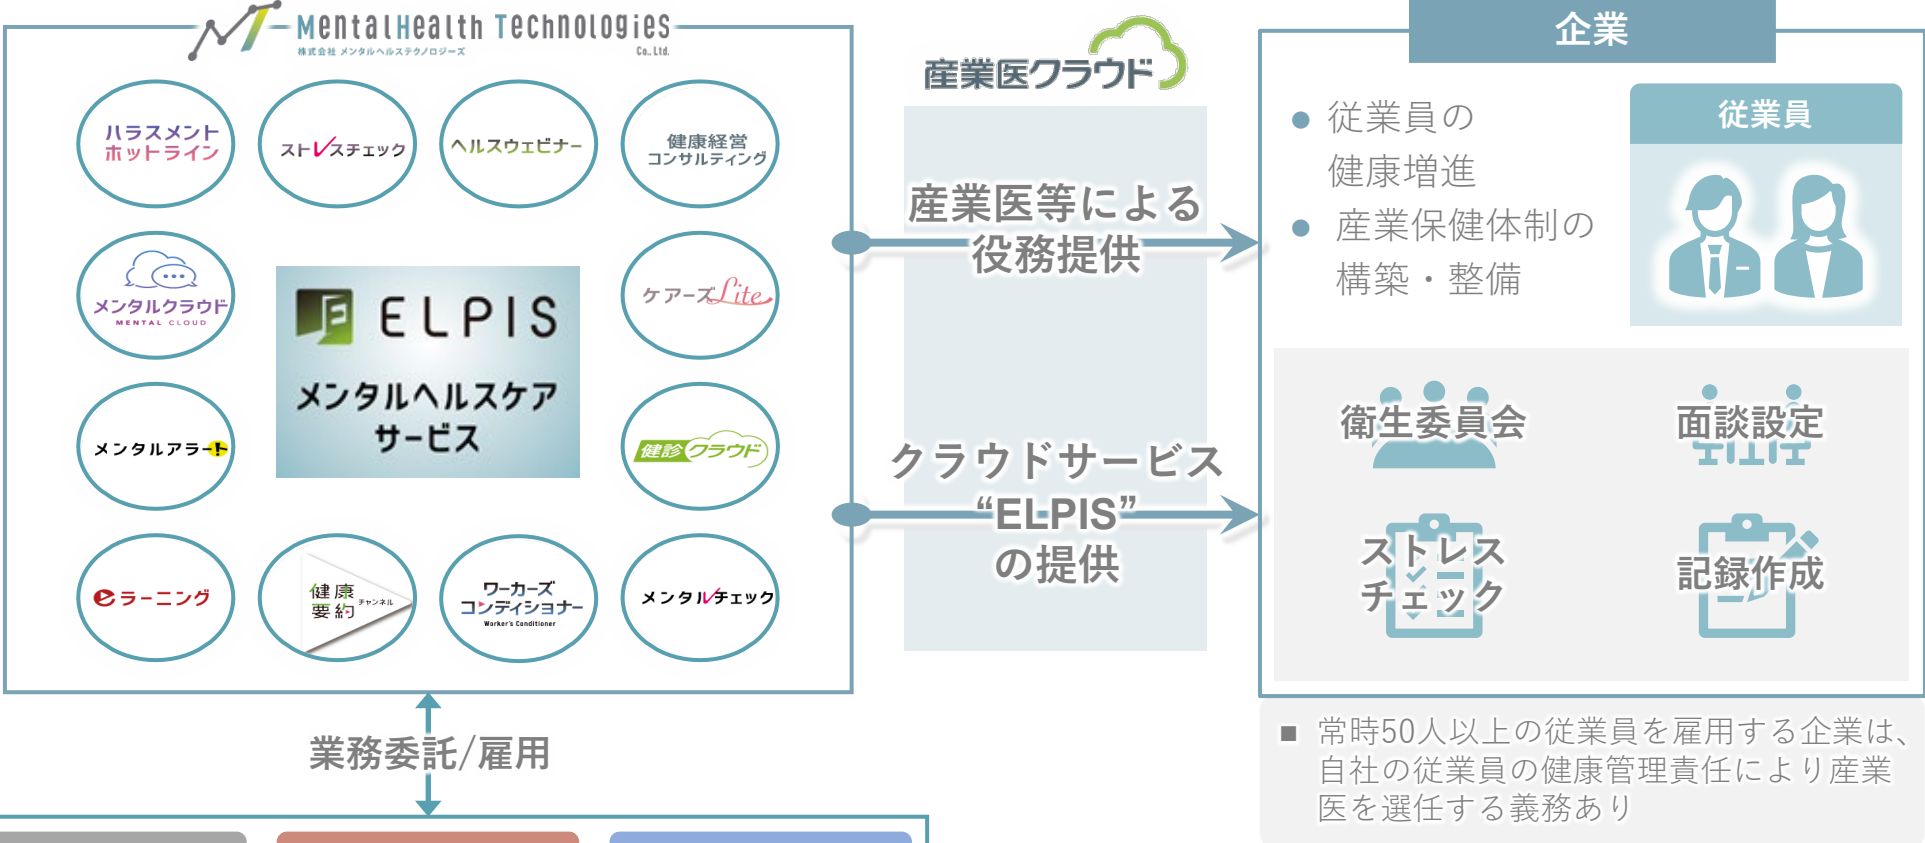 MentalHealth Technologies
株式会社 メンタルヘルステクノロジーズ
Co., Ltd.
ハラスメント
ホットライン
ストレスチェック
ヘルスウェビナー
健康経営
コンサルティング
メンタルクラウド
MENTAL CLOUD
ケアーズLite
ELPIS
メンタルヘルスケア
サービス
メンタルアラート
健診クラウド
eラーニング
健康
要約
チャンネル
ワーカーズ
コンディショナー
Worker's Conditioner
メンタルチェック
業務委託/雇用
産業医クラウド
産業医等による
役務提供
クラウドサービス
“ELPIS”
の提供
企業
● 従業員の
健康増進
● 産業保健体制の
構築・整備
従業員
衛生委員会
面談設定
ストレス
チェック
記録作成
■ 常時50人以上の従業員を雇用する企業は、
自社の従業員の健康管理責任により産業
医を選任する義務あり